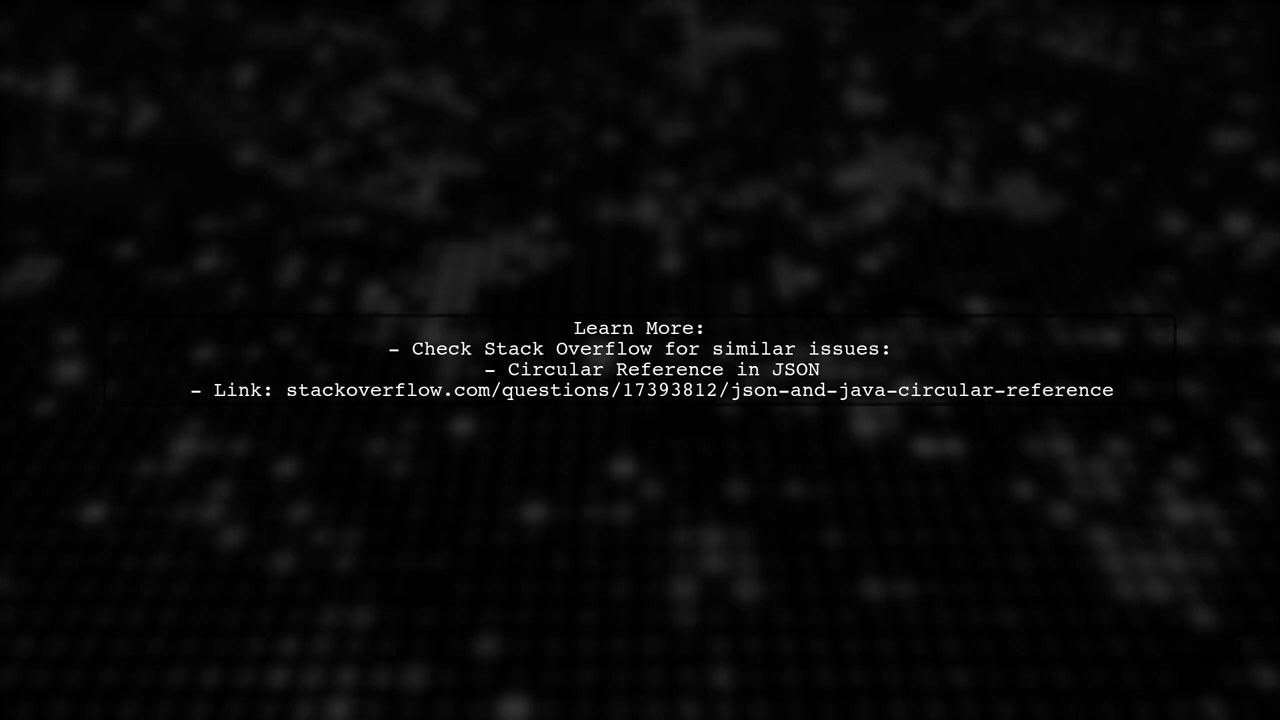 Learn More:
- Check Stack Overflow for similar issues:
- Circular Reference in JSON
- Link: stackoverflow.com/questions/17393812/json-and-java-circular-reference